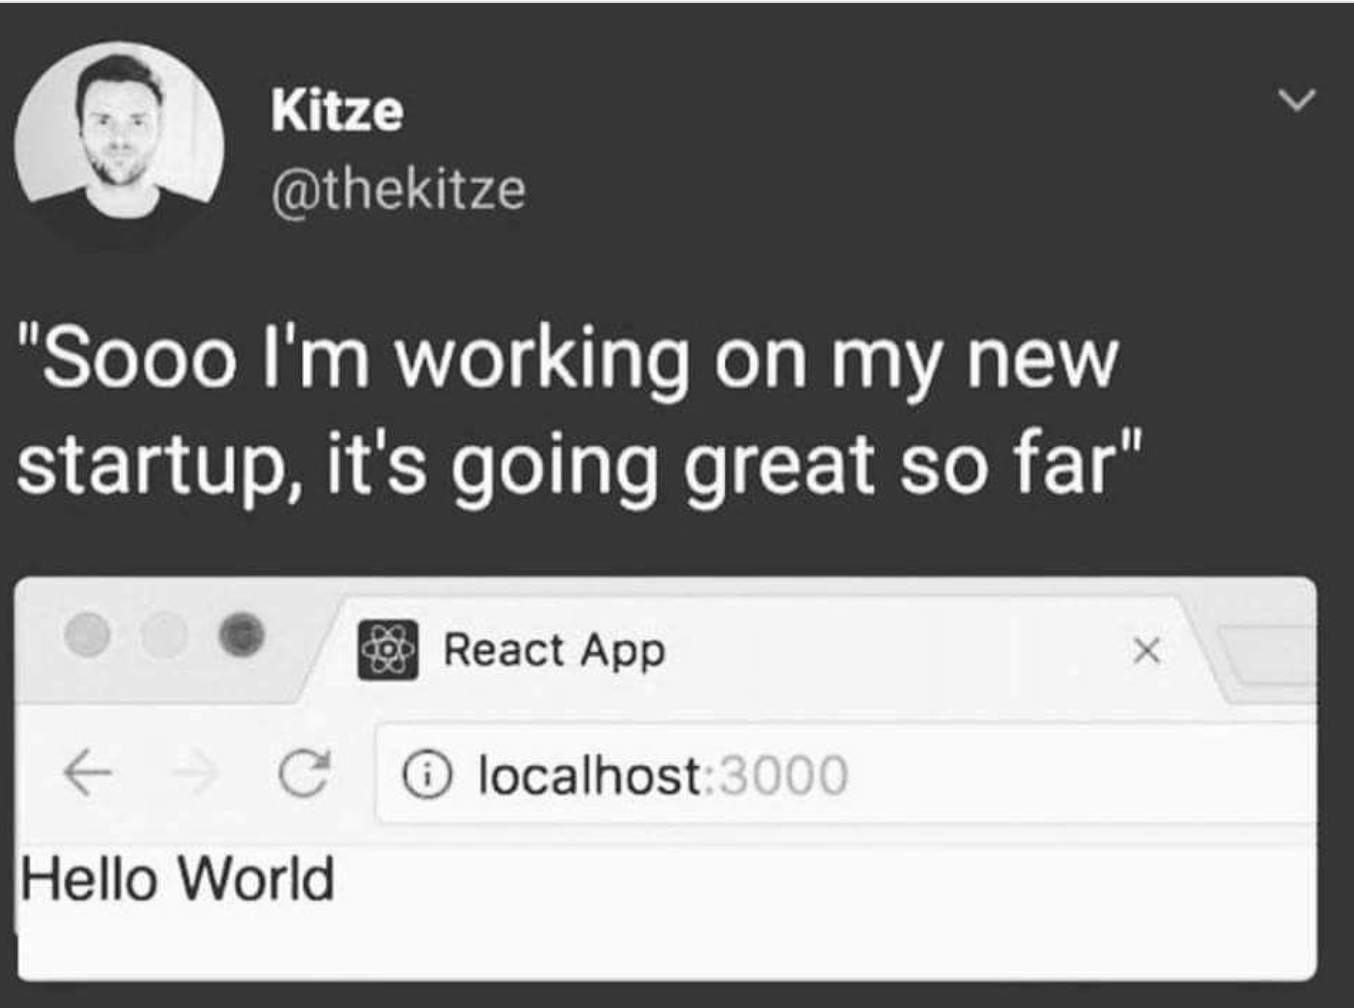 Kitze
@thekitze
"Sooo I'm working on my new
startup, it's going great so far"
React App
localhost:3000
Hello World